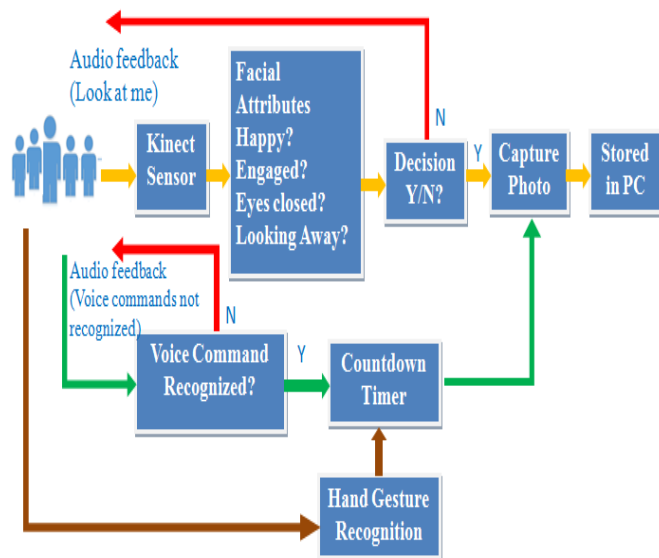 Audio feedback
(Look at me)
Kinect
Sensor
Facial
Attributes
Happy?
Engaged?
Eyes closed?
Looking Away?
N
Decision
Y/N?
Y
Capture
Photo
Stored
in PC
Audio feedback
(Voice commands not
recognized)
N
Voice Command
Recognized?
Y
Countdown
Timer
Hand Gesture
Recognition